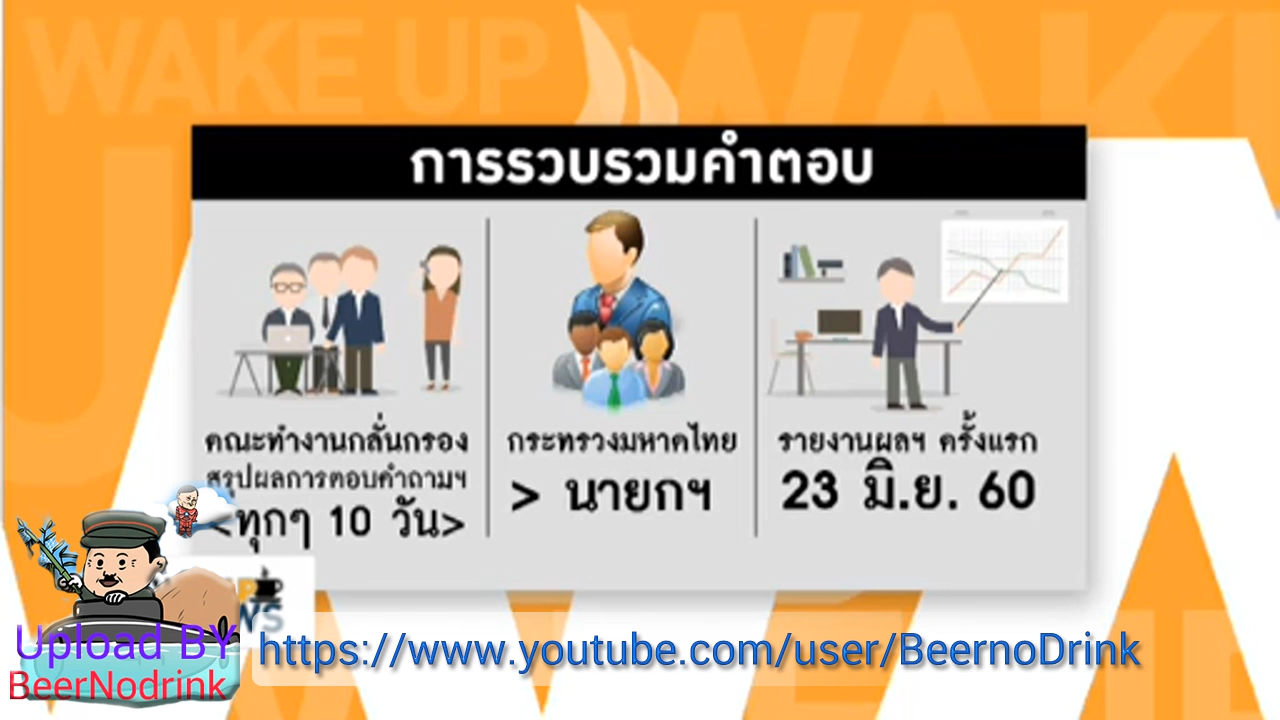 WAKE UP
การรวบรวมคำตอบ
คณะทำงานกลั่นกรอง
สรุปผลการตอบคำถามฯ
<ทุกๆ 10 วัน>
กระทรวงมหาดไทย
> นายกฯ
รายงานผลฯ ครั้งแรก
23 มิ.ย. 60
Upload BY
BeerNodrink
https://www.youtube.com/user/BeernoDrink